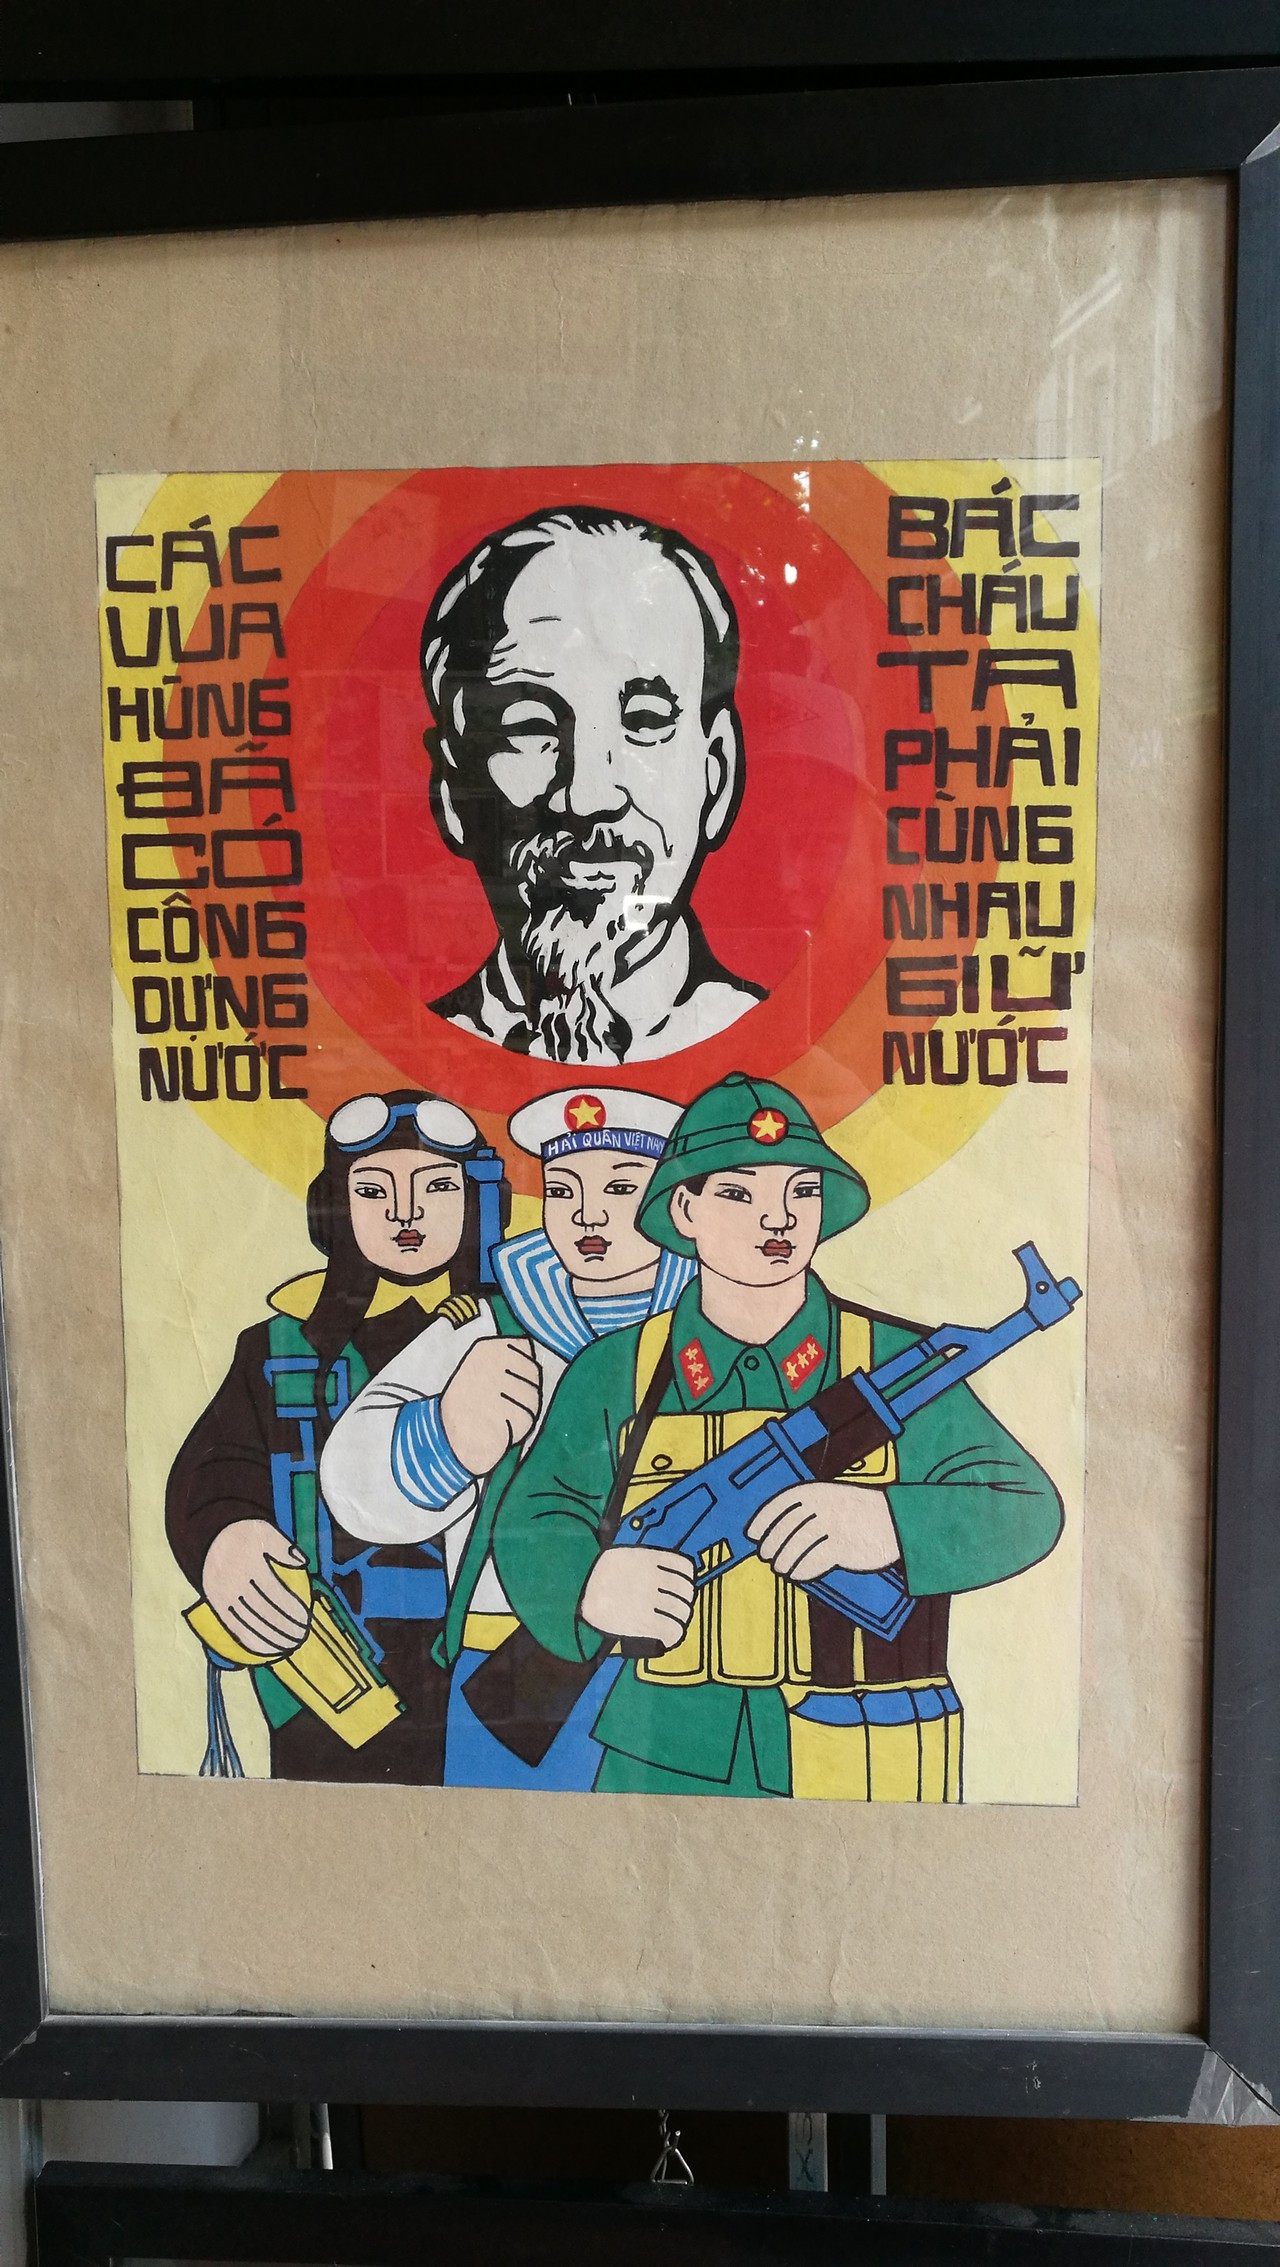 CÁC
VUA
HÙNG
ĐÃ
CÓ
CÔNG
DỰNG
NƯỚC
BÁC
CHÁU
TA
PHẢI
CÙNG
NHAU
GIỮ
NƯỚC
HẢI QUÂN VIỆT NAM